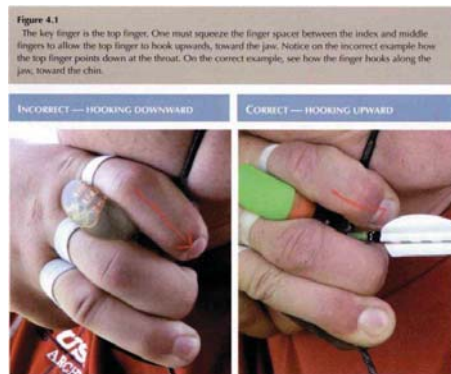 Figure 4.1
The key finger is the top finger. One must squeeze the finger spacer between the index and middle
fingers to allow the top finger to hook upwards, toward the jaw. Notice on the incorrect example how
the top finger points down at the throat. On the correct example, see how the finger hooks along the
jaw, toward the chin.
INCORRECT — HOOKING DOWNWARD
CORRECT — HOOKING UPWARD
ARCH